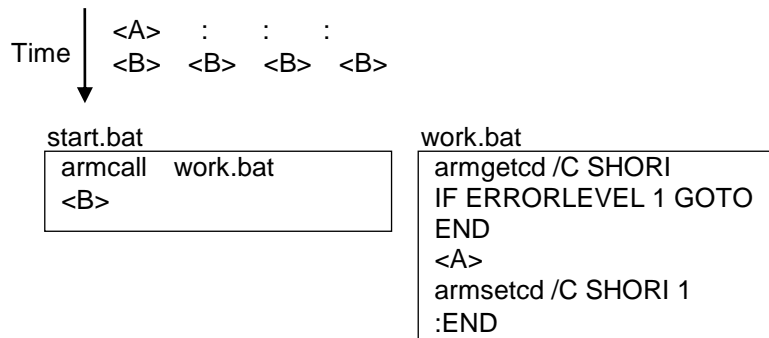 <A> : : :
Time
<B> <B> <B> <B>
start.bat
armcall work.bat
<B>
work.bat
armgetcd /C SHORI
IF ERRORLEVEL 1 GOTO
END
<A>
armsetcd /C SHORI 1
:END